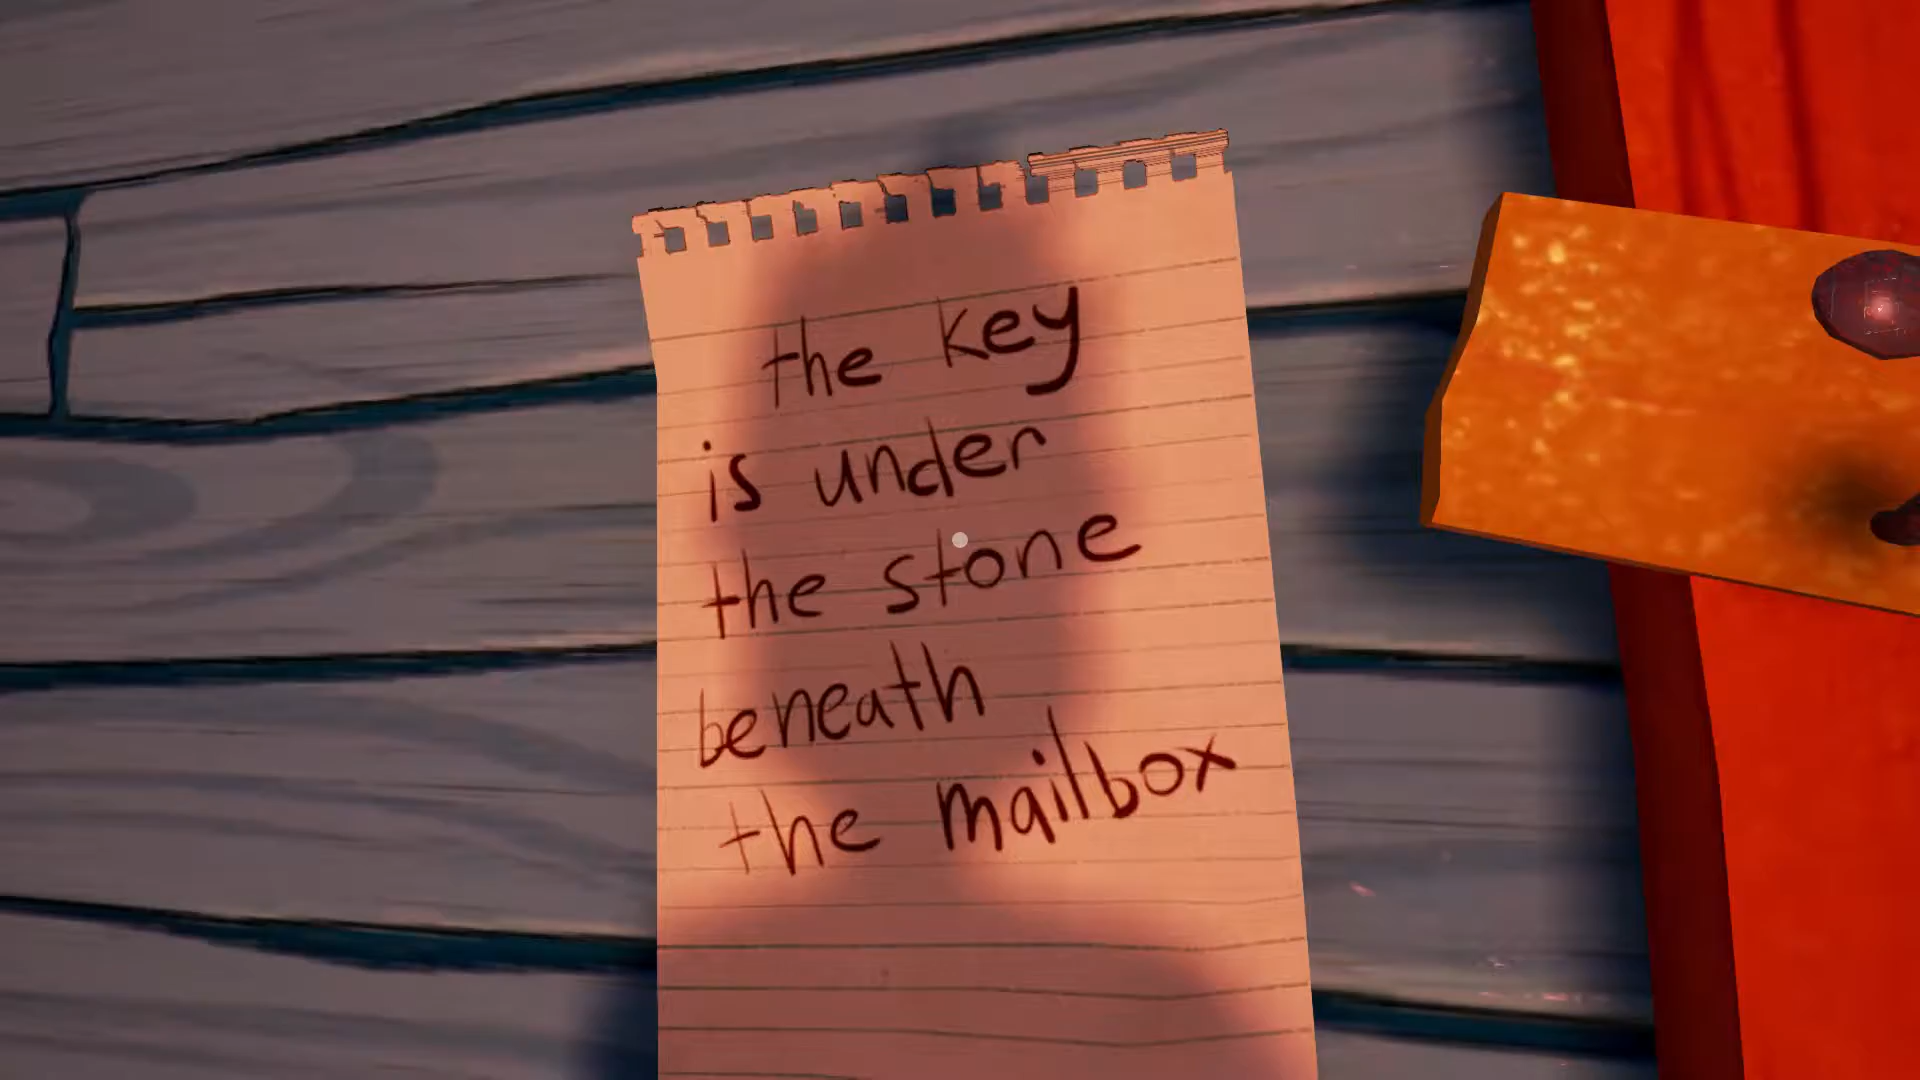 the key
is under
the stone
beneath
the mailbox